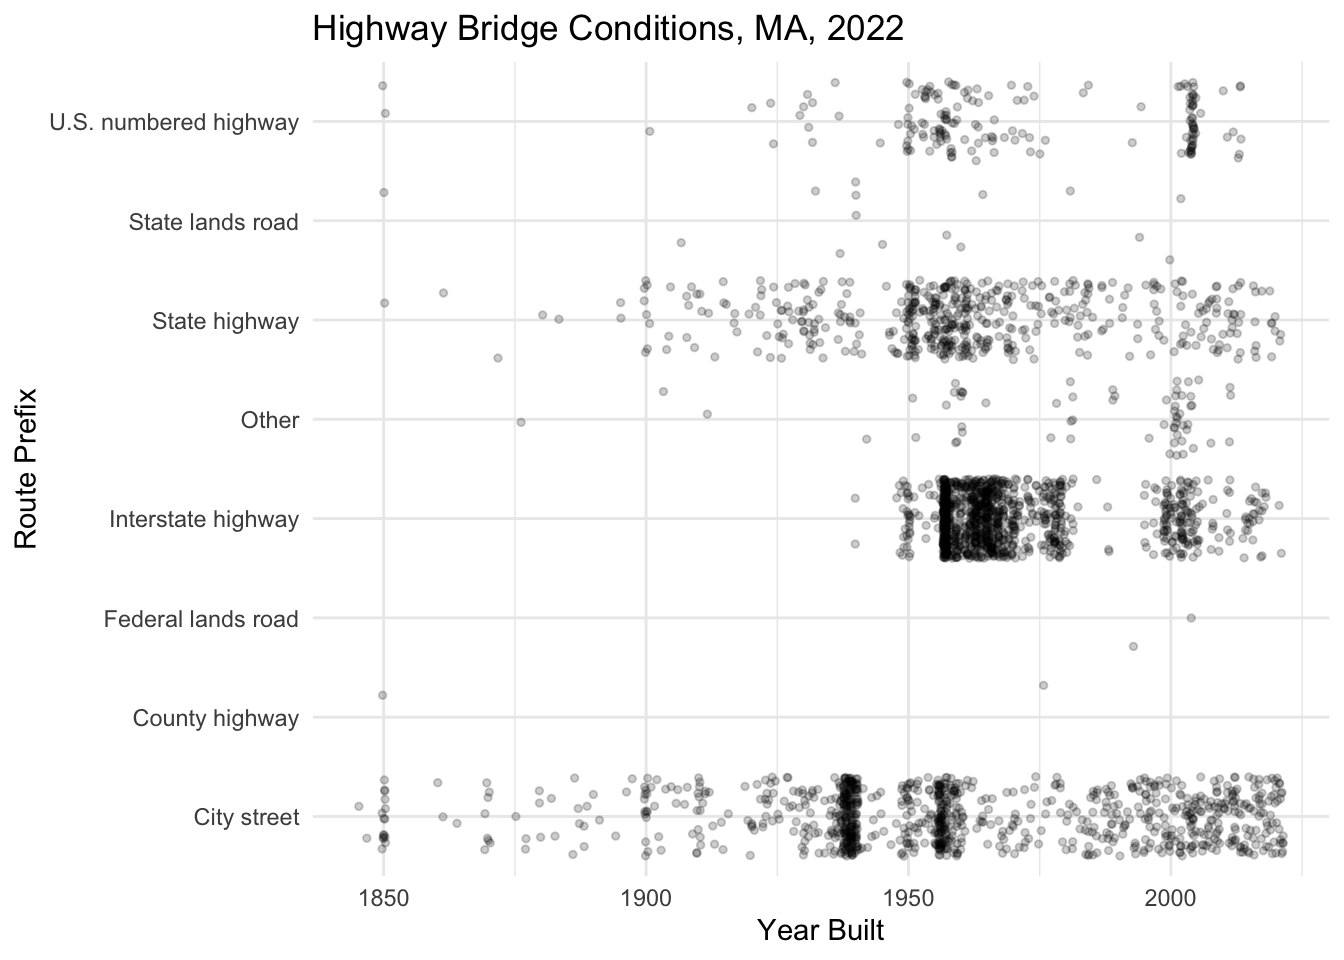 Highway Bridge Conditions, MA, 2022
Route Prefix
U.S. numbered highway
State lands road
State highway
Other
Interstate highway
Federal lands road
County highway
City street
1850 1900 1950 2000
Year Built